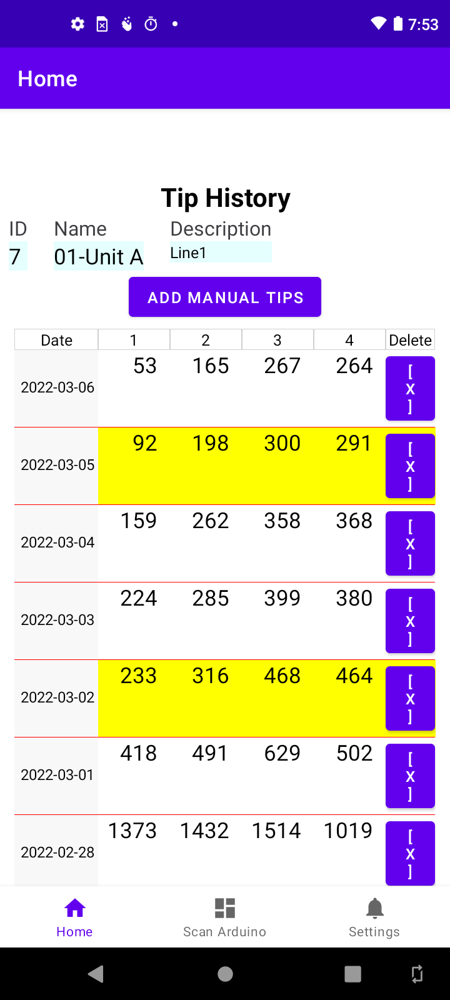 7:53
Home
Tip History
ID Name Description
7 01-Unit A Line1
ADD MANUAL TIPS
Date 1 2 3 4 Delete
2022-03-06 53 165 267 264 [ X ]
2022-03-05 92 198 300 291 [ X ]
2022-03-04 159 262 358 368 [ X ]
2022-03-03 224 285 399 380 [ X ]
2022-03-02 233 316 468 464 [ X ]
2022-03-01 418 491 629 502 [ X ]
2022-02-28 1373 1432 1514 1019 [ X ]
Home Scan Arduino Settings